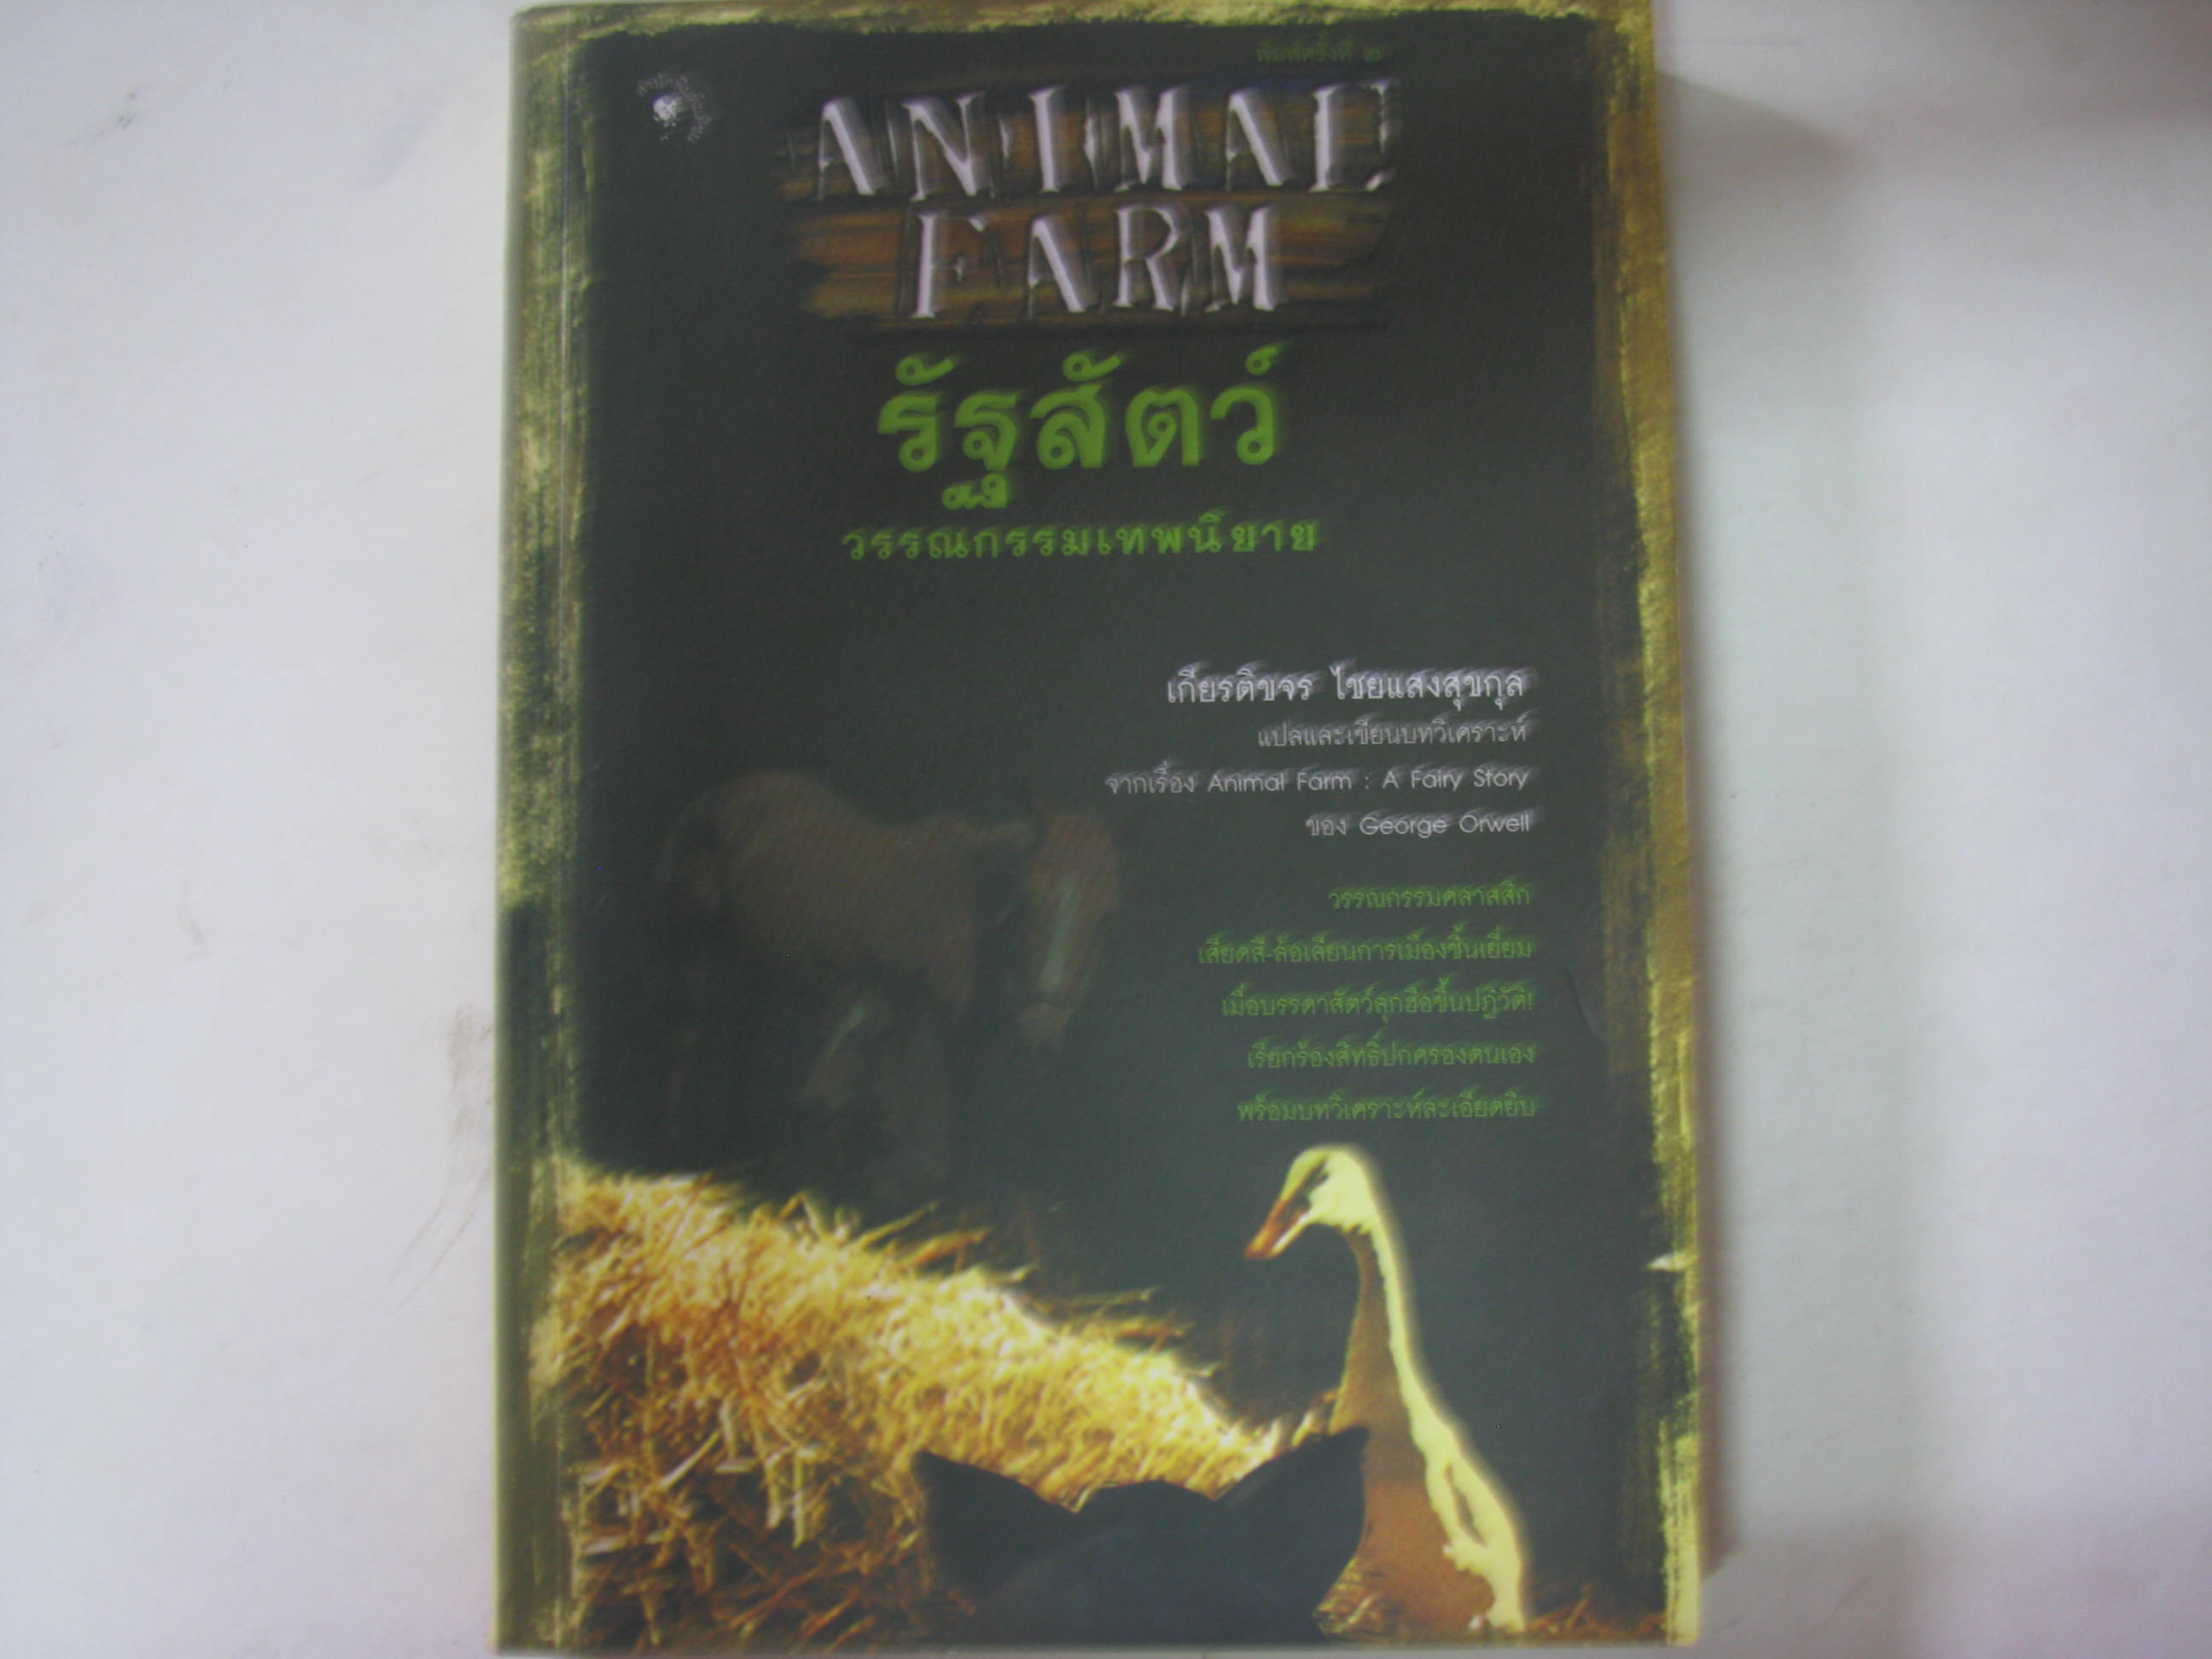 พิมพ์ครั้งที่ ๒
ANIMAL
FARM
รัฐสัตว์
วรรณกรรมเทพนิยาย
เกียรติขจร ไชยแสงสุขกุล
แปลและเขียนบทวิเคราะห์
จากเรื่อง Animal Farm : A Fairy Story
ของ George Orwell
วรรณกรรมคลาสสิก
เสียดสี-ล้อเลียนการเมืองชิ้นเยี่ยม
เมื่อบรรดาสัตว์ลุกฮือขึ้นปฏิวัติ!
เรียกร้องสิทธิ์ปกครองตนเอง
พร้อมบทวิเคราะห์ละเอียดยิบ